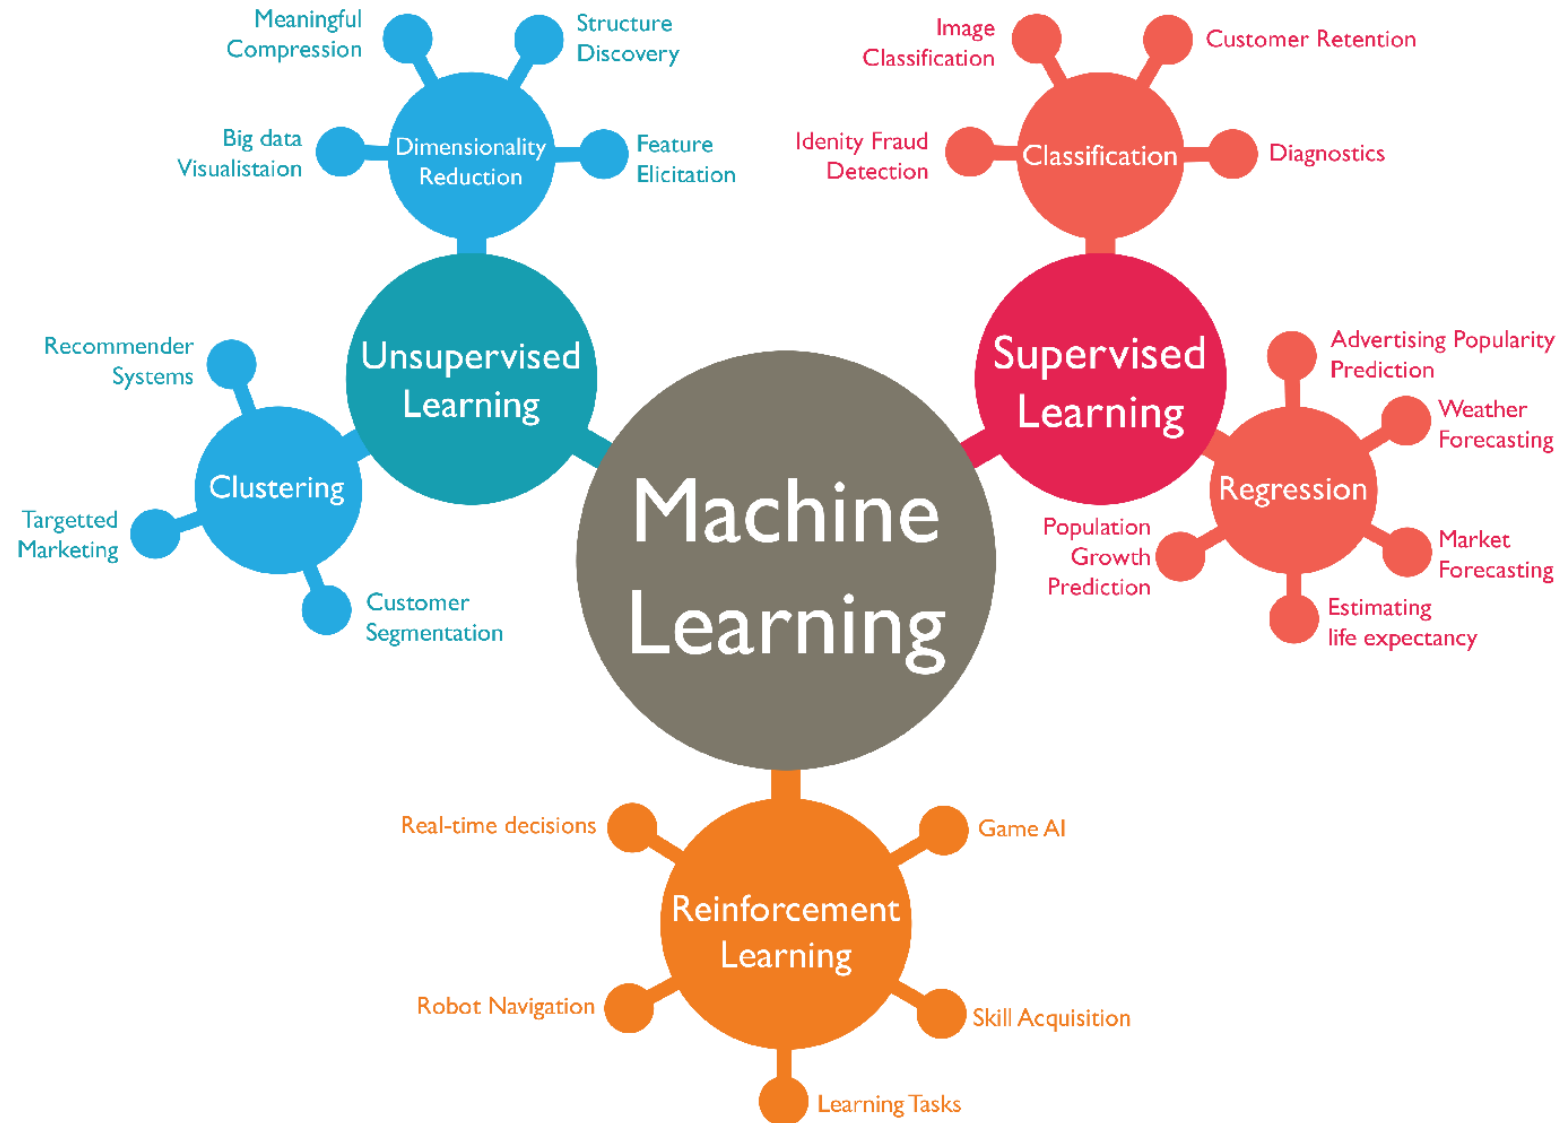 Meaningful
Compression
Structure
Discovery
Big data
Visualistaion
Dimensionality
Reduction
Feature
Elicitation
Image
Classification
Customer Retention
Idenity Fraud
Detection
Classification
Diagnostics
Unsupervised
Learning
Supervised
Learning
Recommender
Systems
Clustering
Targetted
Marketing
Customer
Segmentation
Machine
Learning
Advertising Popularity
Prediction
Weather
Forecasting
Regression
Population
Growth
Prediction
Market
Forecasting
Estimating
life expectancy
Real-time decisions
Game AI
Reinforcement
Learning
Robot Navigation
Skill Acquisition
Learning Tasks